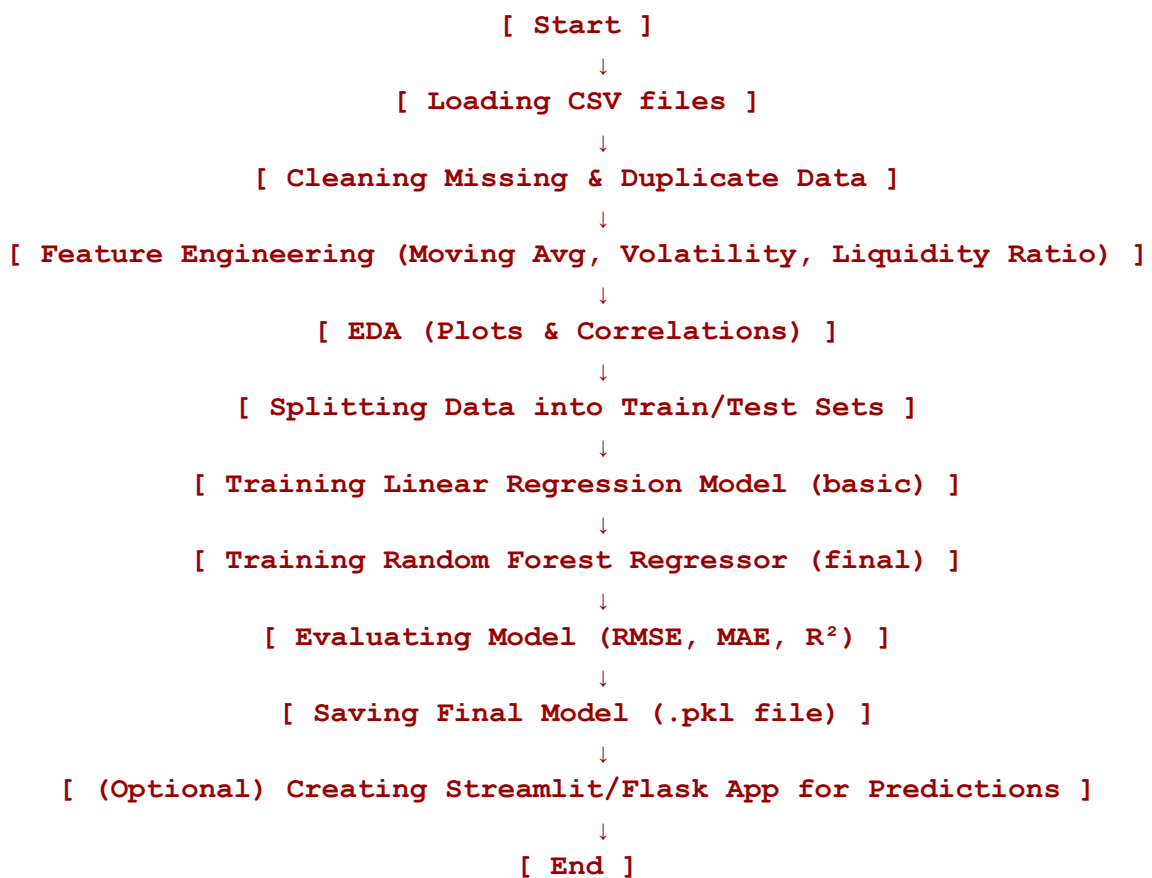 [ Start ]
↓
[ Loading CSV files ]
↓
[ Cleaning Missing & Duplicate Data ]
↓
[ Feature Engineering (Moving Avg, Volatility, Liquidity Ratio) ]
↓
[ EDA (Plots & Correlations) ]
↓
[ Splitting Data into Train/Test Sets ]
↓
[ Training Linear Regression Model (basic) ]
↓
[ Training Random Forest Regressor (final) ]
↓
[ Evaluating Model (RMSE, MAE, R²) ]
↓
[ Saving Final Model (.pkl file) ]
↓
[ (Optional) Creating Streamlit/Flask App for Predictions ]
↓
[ End ]